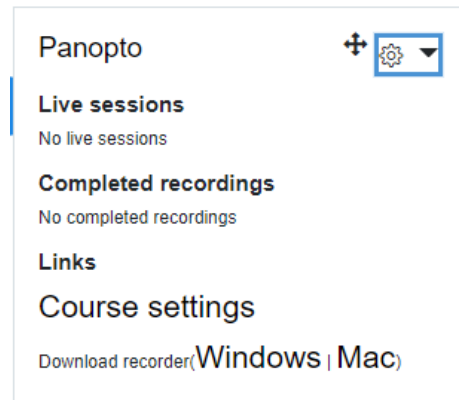 Panopto
Live sessions
No live sessions
Completed recordings
No completed recordings
Links
Course settings
Download recorder(Windows | Mac)